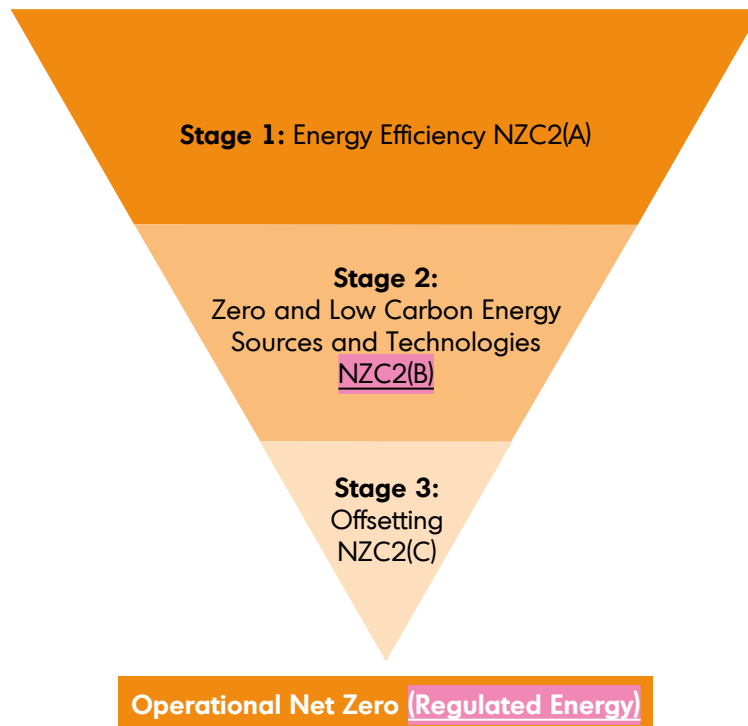 Stage 1: Energy Efficiency NZC2(A)
Stage 2:
Zero and Low Carbon Energy
Sources and Technologies
NZC2(B)
Stage 3:
Offsetting
NZC2(C)
Operational Net Zero (Regulated Energy)